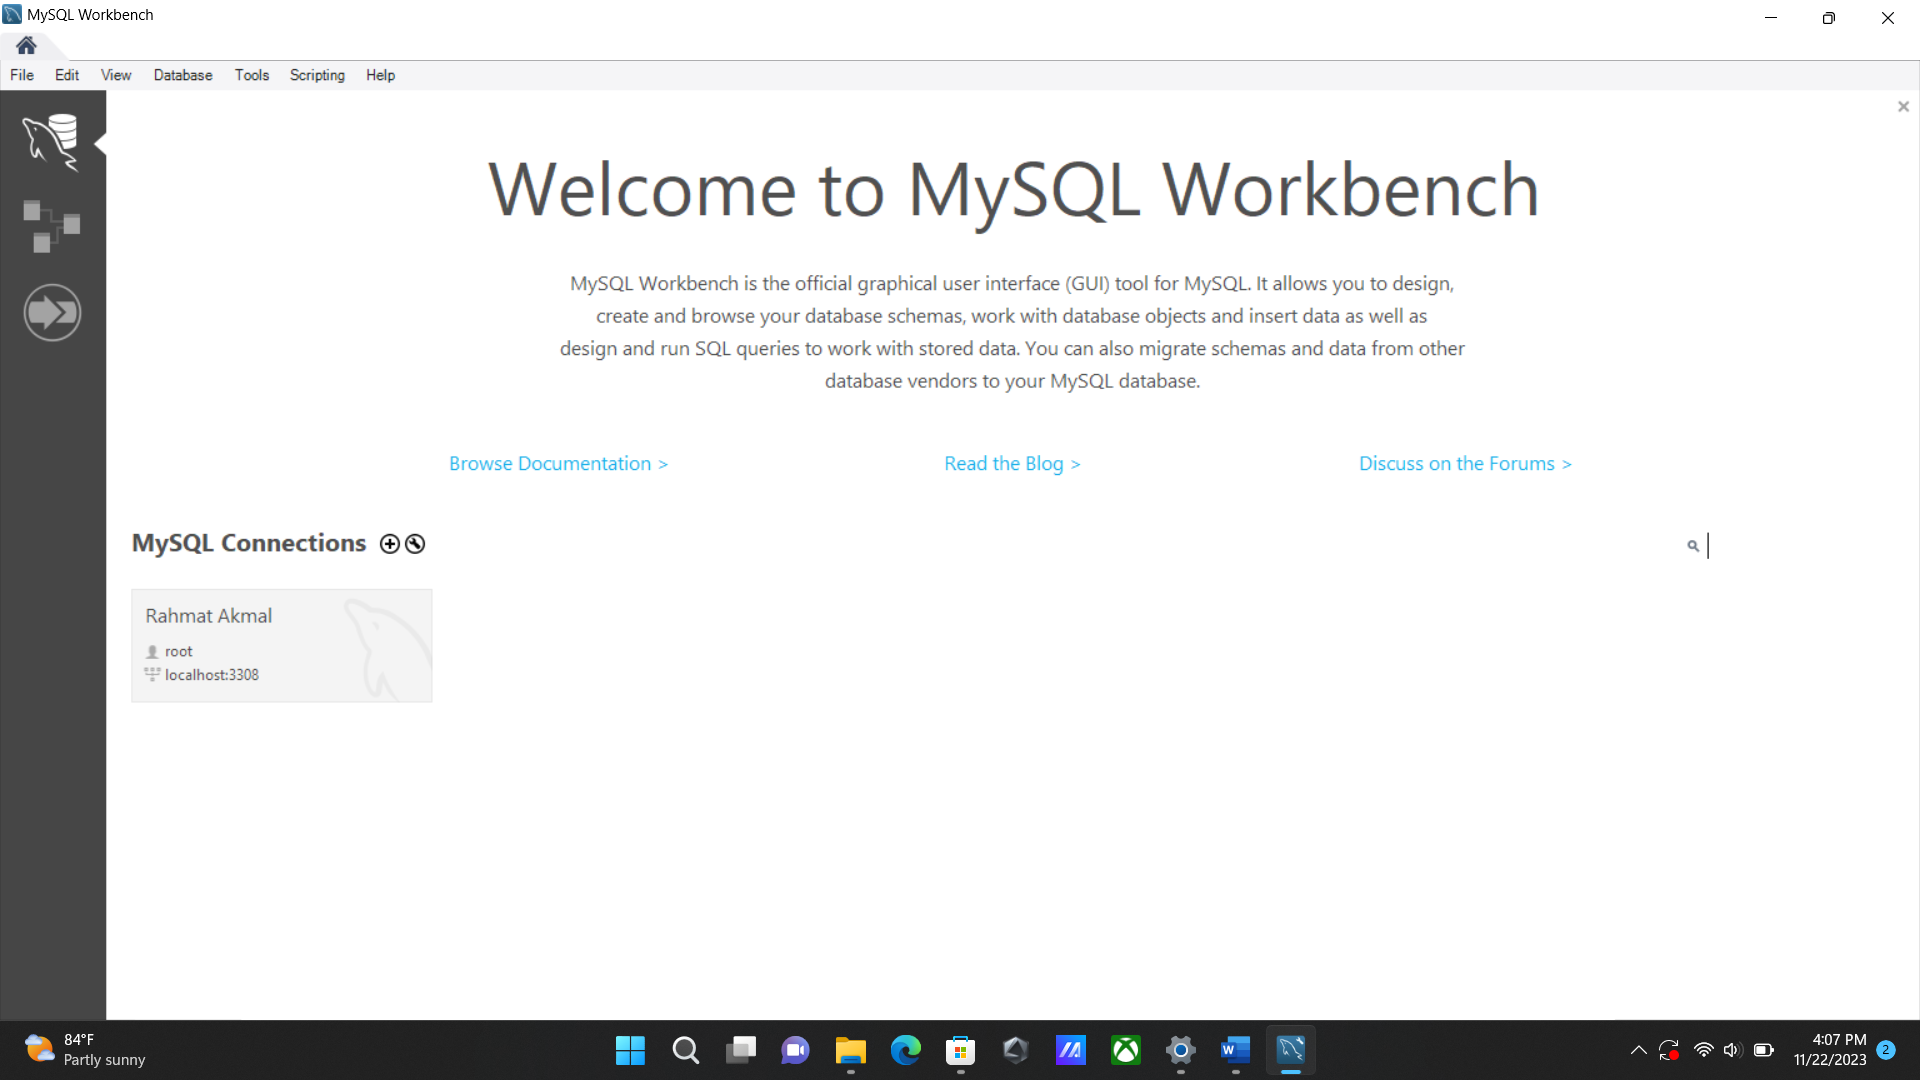 MySQL Workbench
File Edit View Database Tools Scripting Help
Welcome to MySQL Workbench
MySQL Workbench is the official graphical user interface (GUI) tool for MySQL. It allows you to design,
create and browse your database schemas, work with database objects and insert data as well as
design and run SQL queries to work with stored data. You can also migrate schemas and data from other
database vendors to your MySQL database.
Browse Documentation > Read the Blog > Discuss on the Forums >
MySQL Connections
Rahmat Akmal
root
localhost:3308
84°F
Partly sunny
W
4:07 PM
11/22/2023
2